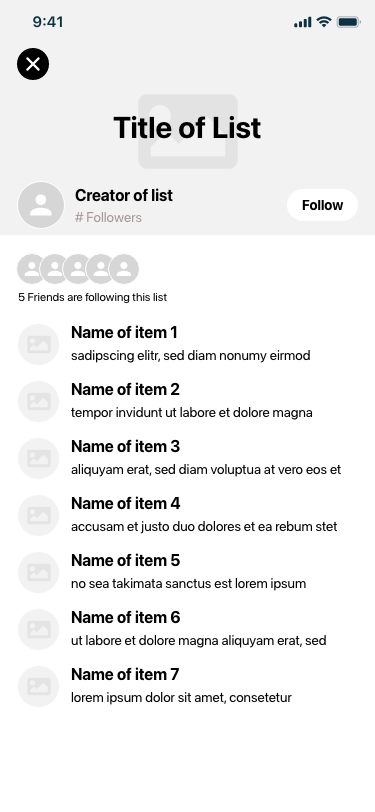 9:41
Title of List
Creator of list
# Followers
Follow
5 Friends are following this list
Name of item 1
sadipscing elitr, sed diam nonumy eirmod
Name of item 2
tempor invidunt ut labore et dolore magna
Name of item 3
aliquyam erat, sed diam voluptua at vero eos et
Name of item 4
accusam et justo duo dolores et ea rebum stet
Name of item 5
no sea takimata sanctus est lorem ipsum
Name of item 6
ut labore et dolore magna aliquyam erat, sed
Name of item 7
lorem ipsum dolor sit amet, consetetur